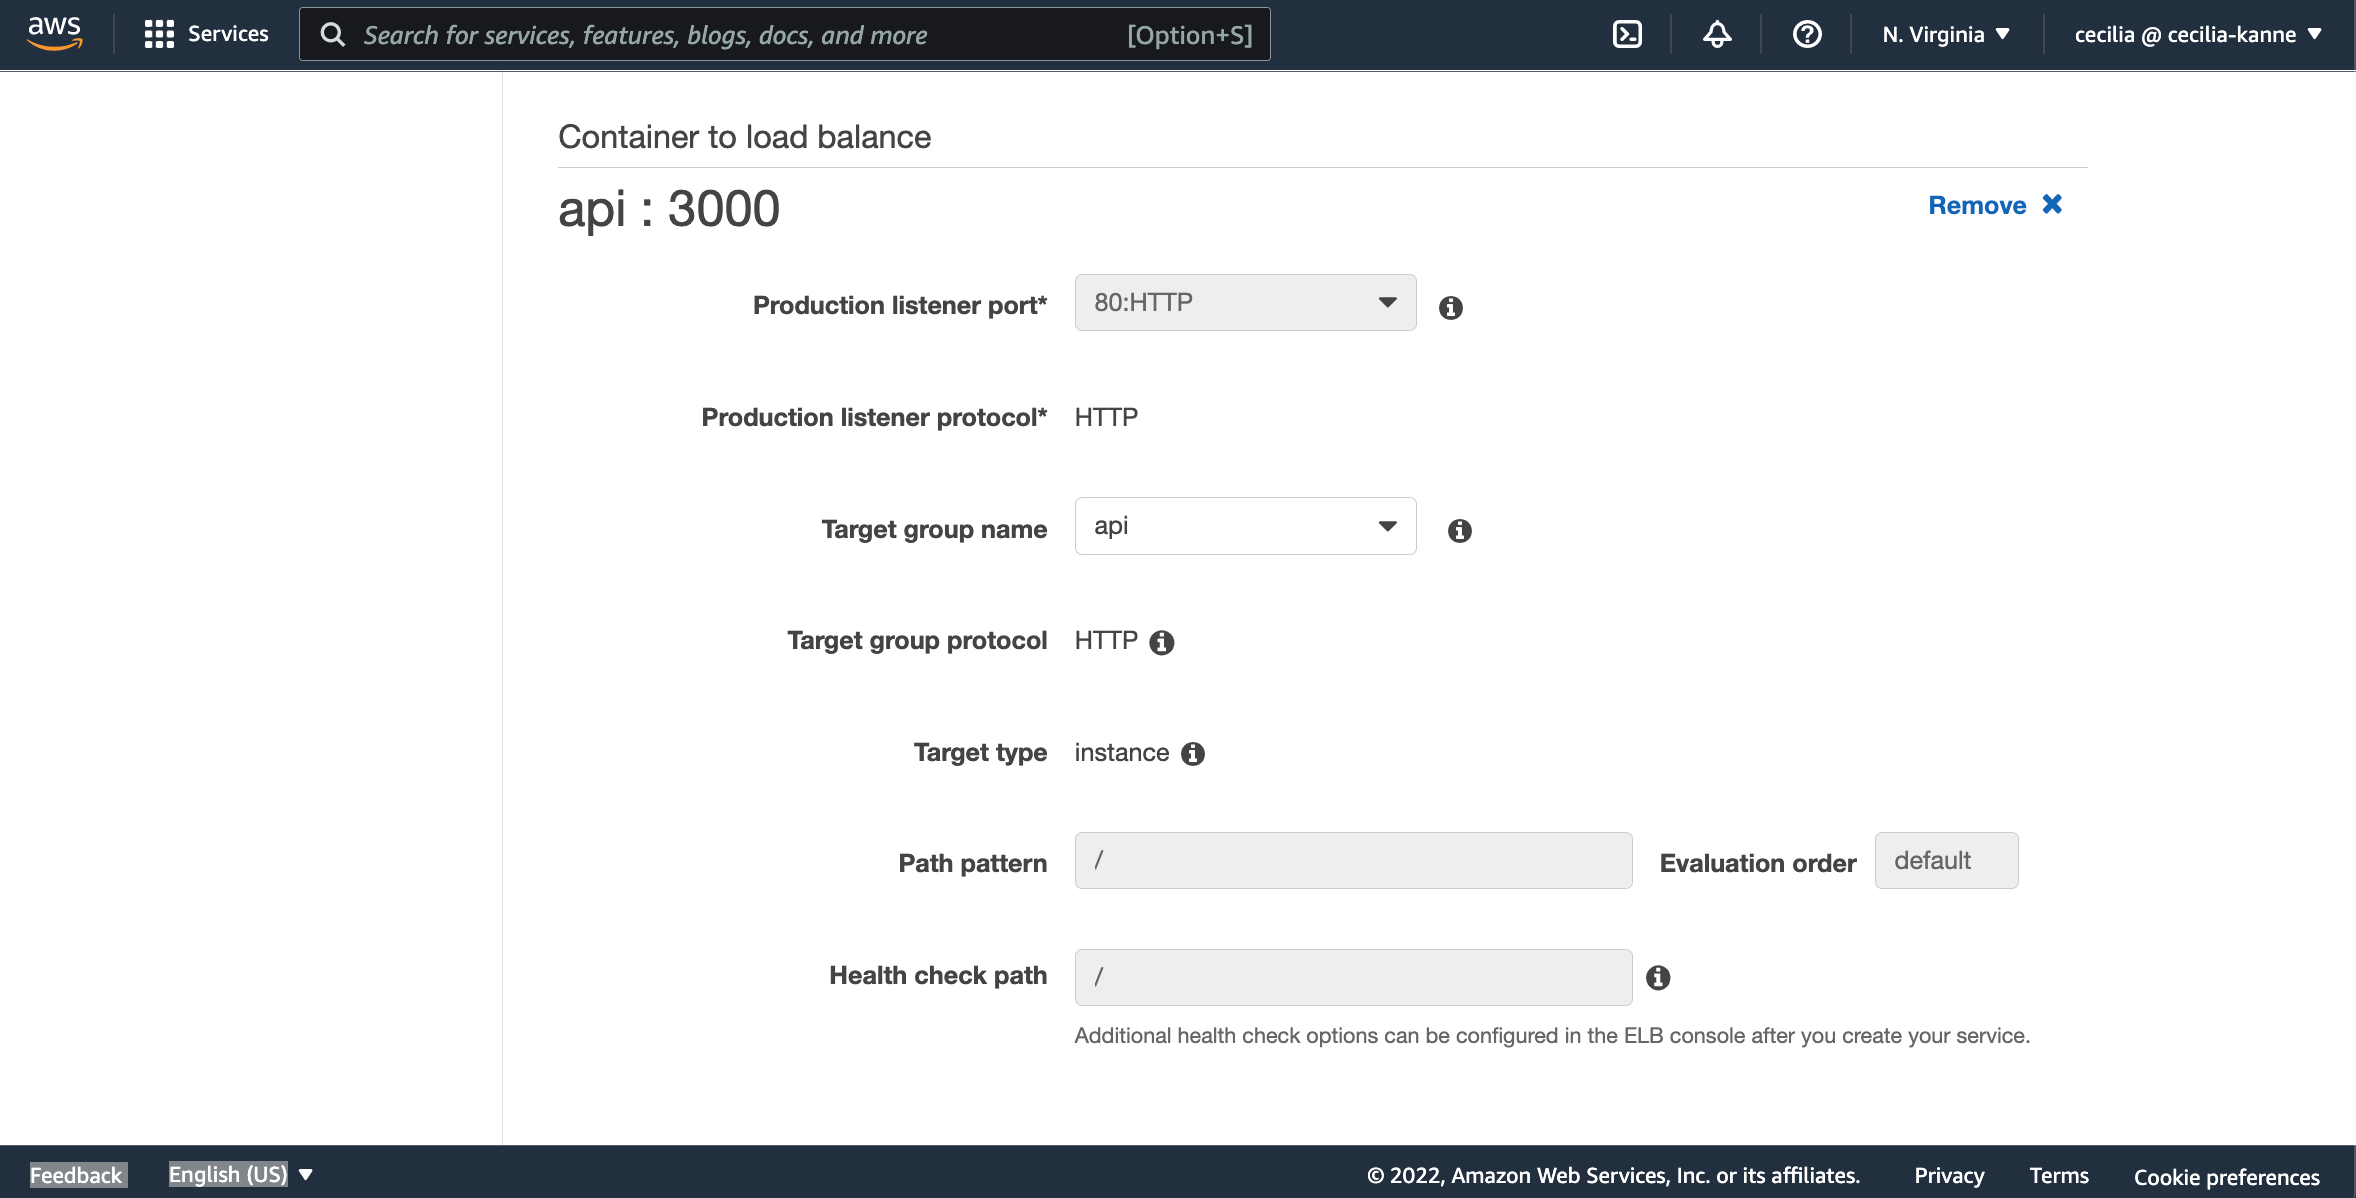 aws Services Search for services, features, blogs, docs, and more [Option+S] N. Virginia cecilia @ cecilia-kanne
Container to load balance
api : 3000 Remove
Production listener port* 80:HTTP
Production listener protocol* HTTP
Target group name api
Target group protocol HTTP
Target type instance
Path pattern / Evaluation order default
Health check path /
Additional health check options can be configured in the ELB console after you create your service.
Feedback English (US) © 2022, Amazon Web Services, Inc. or its affiliates. Privacy Terms Cookie preferences